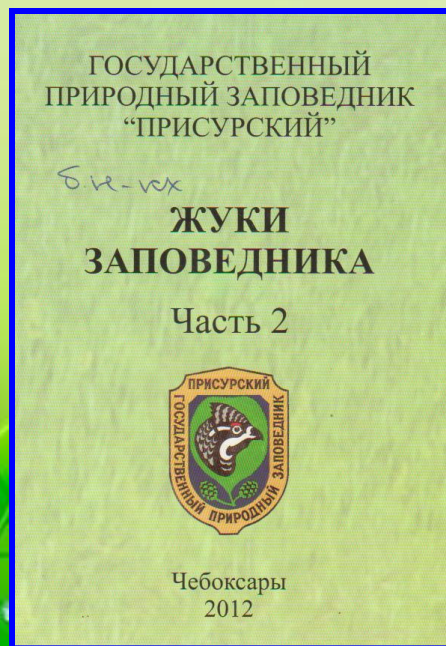 ГОСУДАРСТВЕННЫЙ
ПРИРОДНЫЙ ЗАПОВЕДНИК
“ПРИСУРСКИЙ”
ЖУКИ
ЗАПОВЕДНИКА
Часть 2
ПРИСУРСКИЙ
ГОСУДАРСТВЕННЫЙ ПРИРОДНЫЙ ЗАПОВЕДНИК
Чебоксары
2012